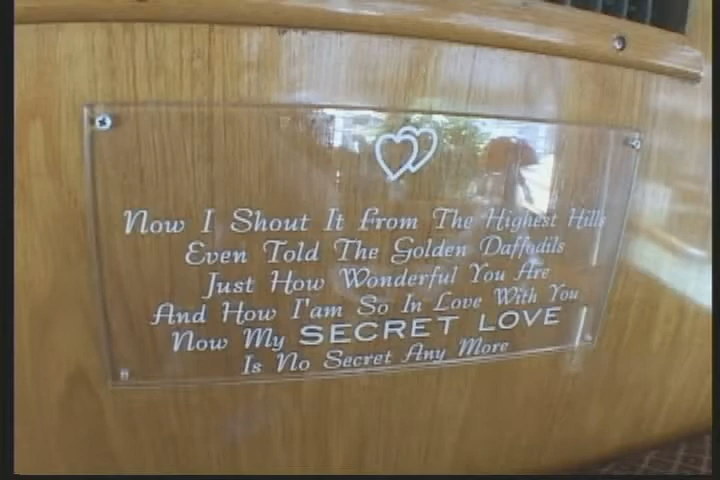 Now I Shout It From The Highest Hills
Even Told The Golden Daffodils
Just How Wonderful You Are
And How I'am So In Love With You
Now My SECRET LOVE
Is No Secret Any More